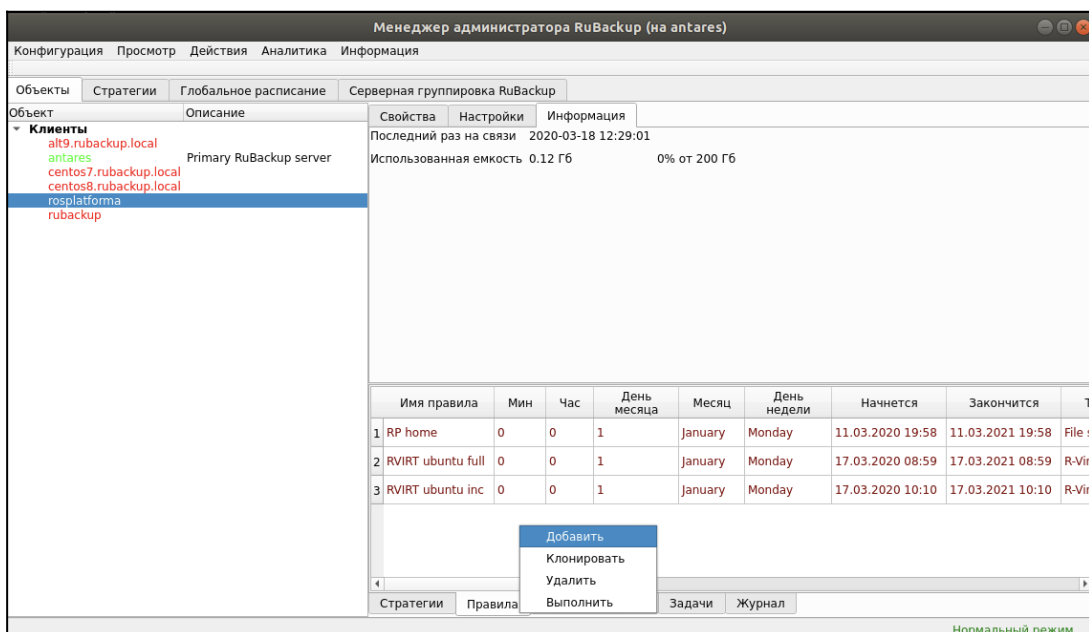 Менеджер администратора RuBackup (на antares)
Конфигурация Просмотр Действия Аналитика Информация
Объекты Стратегии Глобальное расписание Серверная группировка RuBackup
Объект Описание
Клиенты
alt9.rubackup.local
antares Primary RuBackup server
centos7.rubackup.local
centos8.rubackup.local
rosplatforma
rubackup
Свойства Настройки Информация
Последний раз на связи 2020-03-18 12:29:01
Использованная емкость 0.12 Гб 0% от 200 Гб
Имя правила Мин Час День месяца Месяц День недели Начнется Закончится
1 RP home 0 0 1 January Monday 11.03.2020 19:58 11.03.2021 19:58 File
2 RVIRT ubuntu full 0 0 1 January Monday 17.03.2020 08:59 17.03.2021 08:59 R-Vir
3 RVIRT ubuntu inc 0 0 1 January Monday 17.03.2020 10:10 17.03.2021 10:10 R-Vir
Добавить
Клонировать
Удалить
Выполнить
Стратегии Правила Задачи Журнал
Нормальный режим